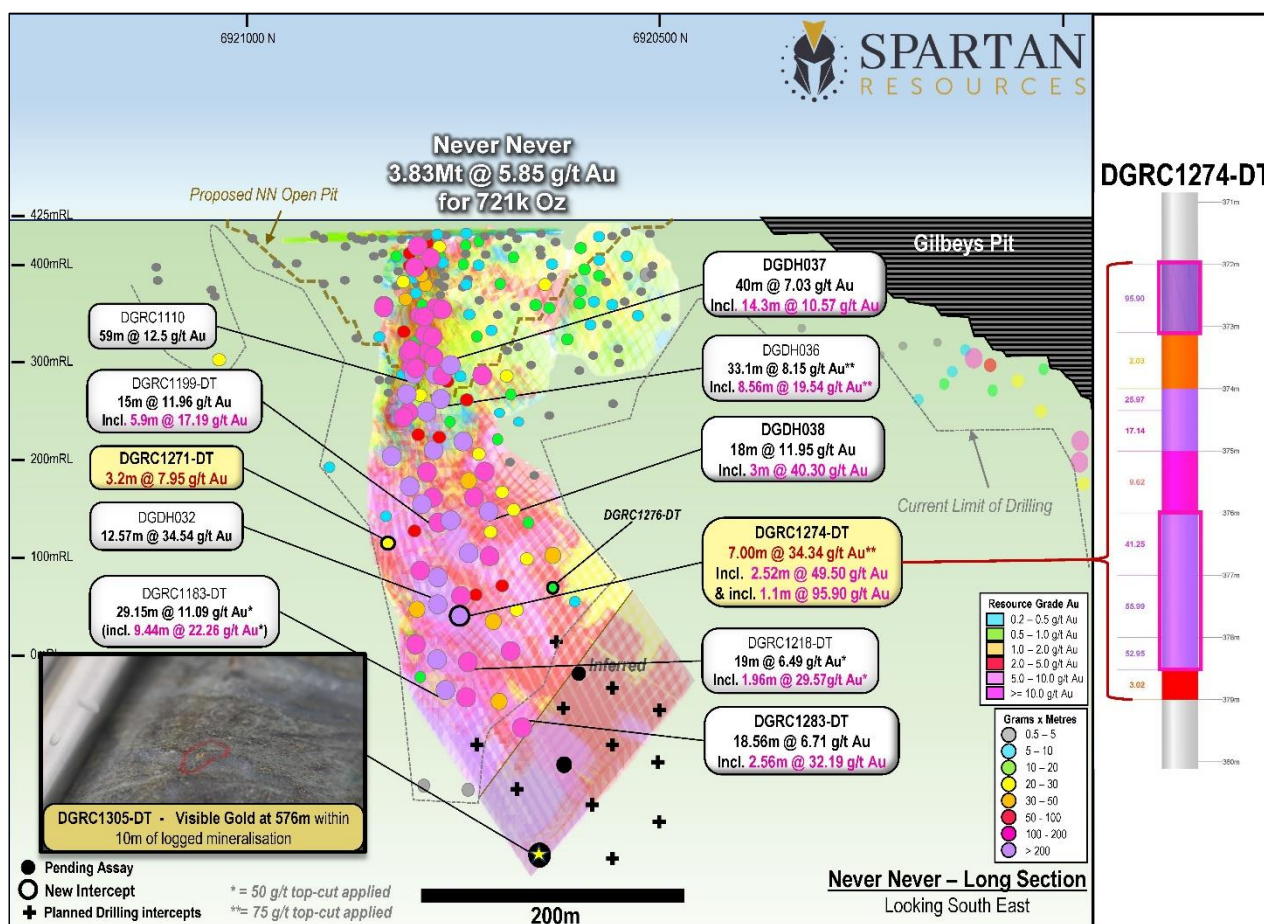 6921000 N
6920500 N
SPARTAN
RESOURCES
Never Never
3.83Mt @ 5.85 g/t Au
for 721k Oz
Proposed NN Open Pit
425mRL
400mRL
300mRL
200mRL
100mRL
Gilbeys Pit
DGRC1110
59m @ 12.5 g/t Au
DGRC1199-DT
15m @ 11.96 g/t Au
Incl. 5.9m @ 17.19 g/t Au
DGRC1271-DT
3.2m @ 7.95 g/t Au
DGDH032
12.57m @ 34.54 g/t Au
DGRC1183-DT
29.15m @ 11.09 g/t Au*
(incl. 9.44m @ 22.26 g/t Au*)
DGDH037
40m @ 7.03 g/t Au
Incl. 14.3m @ 10.57 g/t Au
DGDH036
33.1m @ 8.15 g/t Au**
Incl. 8.56m @ 19.54 g/t Au**
DGDH038
18m @ 11.95 g/t Au
Incl. 3m @ 40.30 g/t Au
DGRC1276-DT
Current Limit of Drilling
DGRC1274-DT
7.00m @ 34.34 g/t Au**
Incl. 2.52m @ 49.50 g/t Au
& incl. 1.1m @ 95.90 g/t Au
DGRC1218-DT
19m @ 6.49 g/t Au*
Incl. 1.96m @ 29.57g/t Au*
Inferred
DGRC1283-DT
18.56m @ 6.71 g/t Au
Incl. 2.56m @ 32.19 g/t Au
DGRC1305-DT - Visible Gold at 576m within
10m of logged mineralisation
Pending Assay
New Intercept
Planned Drilling intercepts
* = 50 g/t top-cut applied
**= 75 g/t top-cut applied
200m
Resource Grade Au
0.2 – 0.5 g/t Au
0.5 – 1.0 g/t Au
1.0 – 2.0 g/t Au
2.0 – 5.0 g/t Au
5.0 – 10.0 g/t Au
>= 10.0 g/t Au
Grams x Metres
0.5 – 5
5 – 10
10 – 20
20 – 30
30 – 50
50 - 100
100 - 200
> 200
Never Never – Long Section
Looking South East
DGRC1274-DT
371m
372m
95.90
373m
2.03
374m
26.97
17.14
375m
9.62
376m
41.25
377m
378m
52.95
3.02
379m
380m